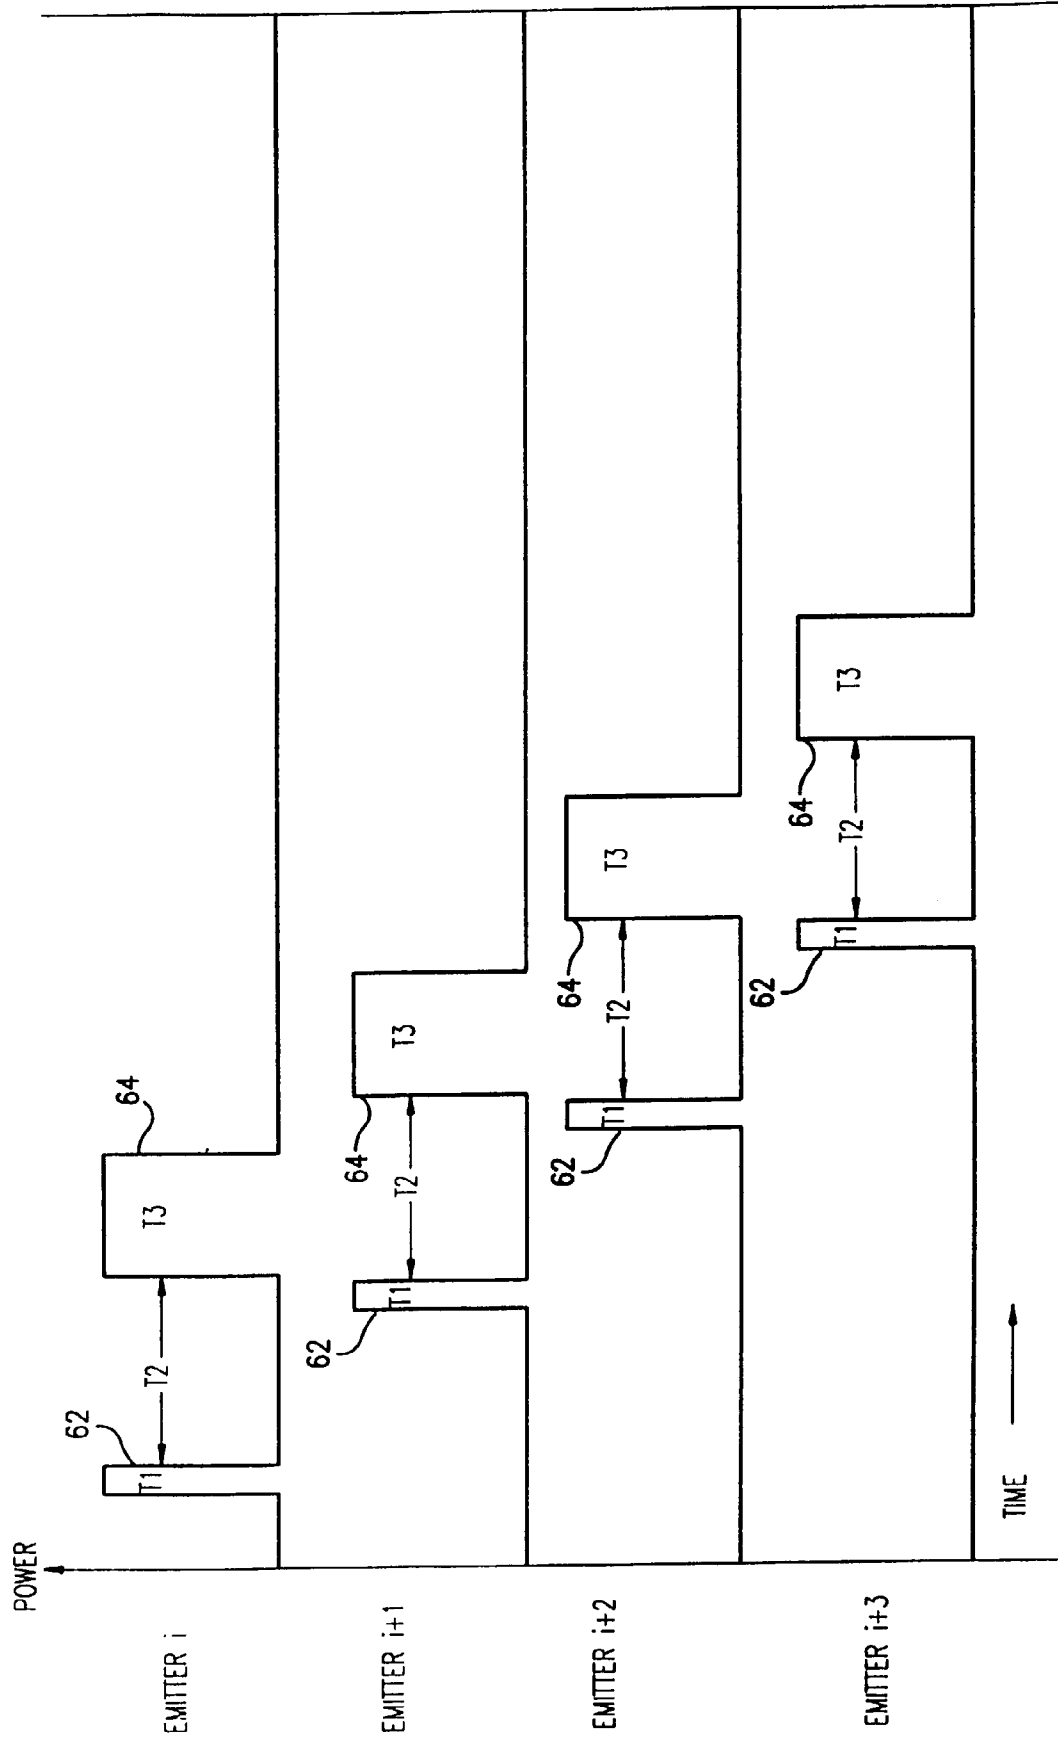 POWER
EMITTER i
62
T1
T2
T3
64
EMITTER i+1
62
T1
T2
64
T3
EMITTER i+2
62
T1
T2
64
T3
EMITTER i+3
62
T1
T2
64
T3
TIME